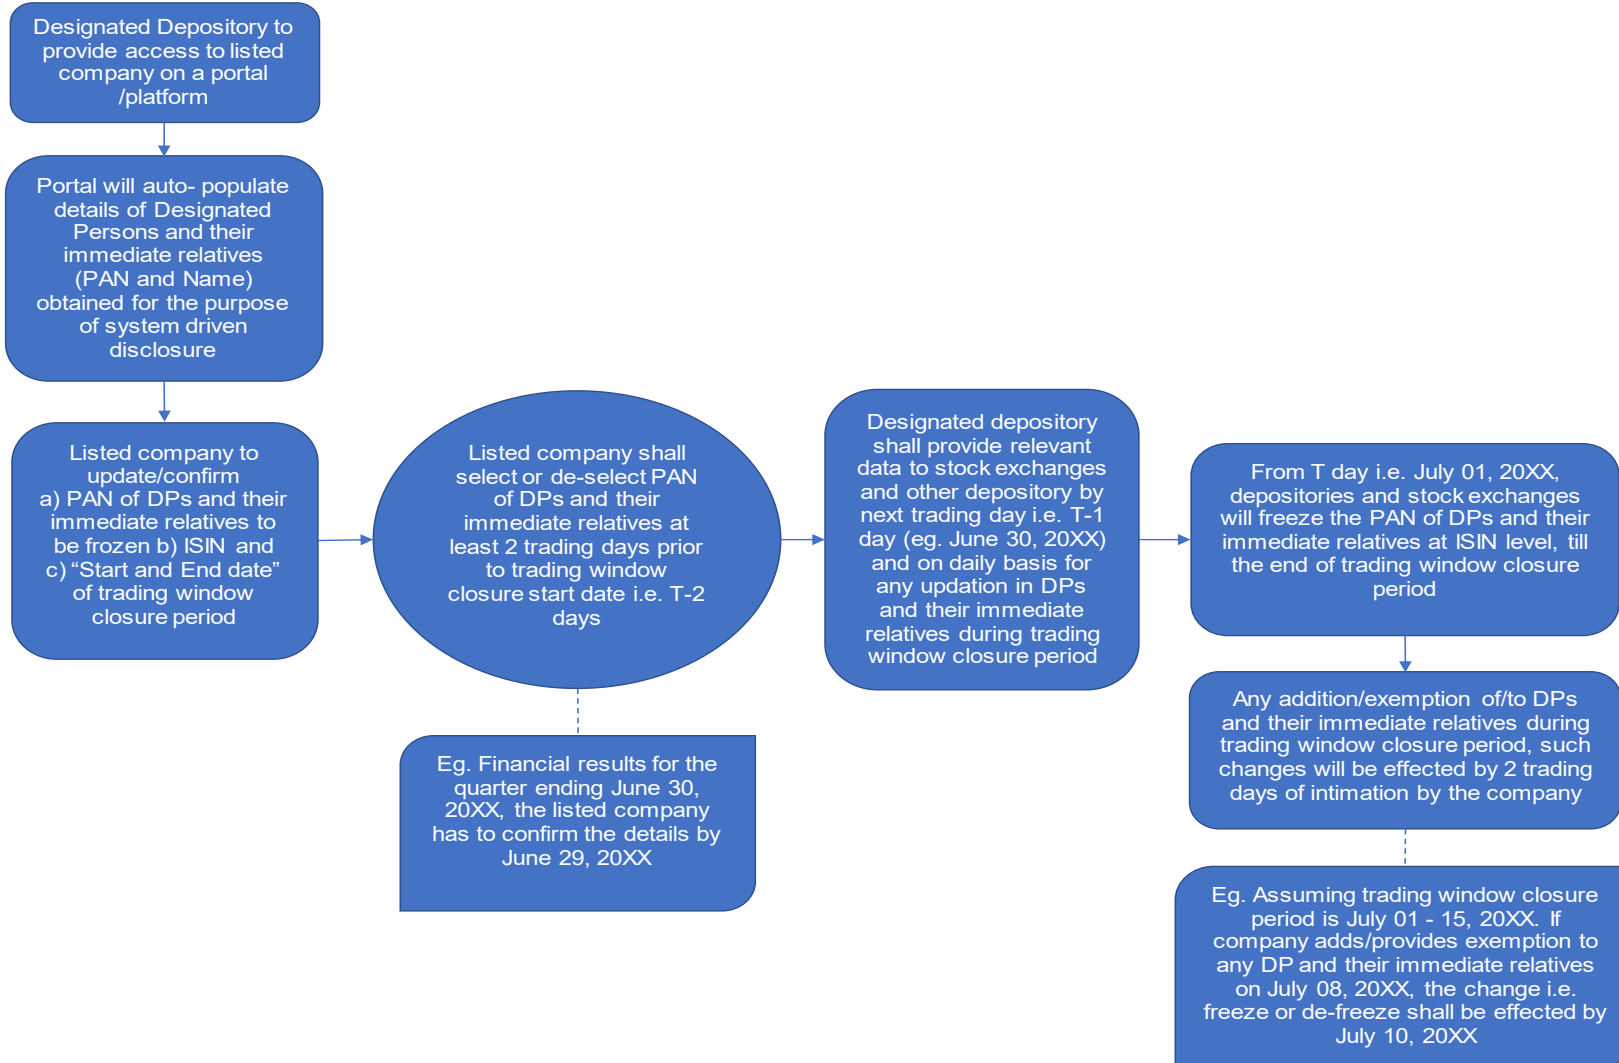 Designated Depository to
provide access to listed
company on a portal
/platform
Portal will auto- populate
details of Designated
Persons and their
immediate relatives
(PAN and Name)
obtained for the purpose
of system driven
disclosure
Listed company to
update/confirm
a) PAN of DPs and their
immediate relatives to
be frozen b) ISIN and
c) “Start and End date”
of trading window
closure period
Listed company shall
select or de-select PAN
of DPs and their
immediate relatives at
least 2 trading days prior
to trading window
closure start date i.e. T-2
days
Eg. Financial results for the
quarter ending June 30,
20XX, the listed company
has to confirm the details by
June 29, 20XX
Designated depository
shall provide relevant
data to stock exchanges
and other depository by
next trading day i.e. T-1
day (eg. June 30, 20XX)
and on daily basis for
any updation in DPs
and their immediate
relatives during trading
window closure period
From T day i.e. July 01, 20XX,
depositories and stock exchanges
will freeze the PAN of DPs and their
immediate relatives at ISIN level, till
the end of trading window closure
period
Any addition/exemption of/to DPs
and their immediate relatives during
trading window closure period, such
changes will be effected by 2 trading
days of intimation by the company
Eg. Assuming trading window closure
period is July 01 - 15, 20XX. If
company adds/provides exemption to
any DP and their immediate relatives
on July 08, 20XX, the change i.e.
freeze or de-freeze shall be effected by
July 10, 20XX